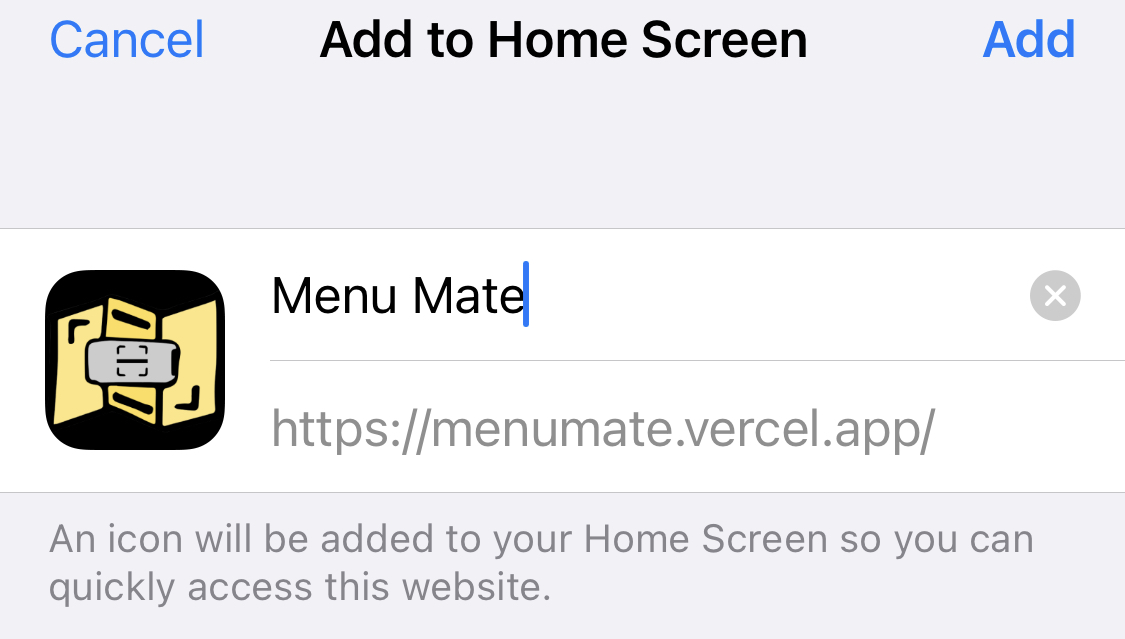 Cancel Add to Home Screen Add
Menu Mate
https://menumate.vercel.app/
An icon will be added to your Home Screen so you can
quickly access this website.